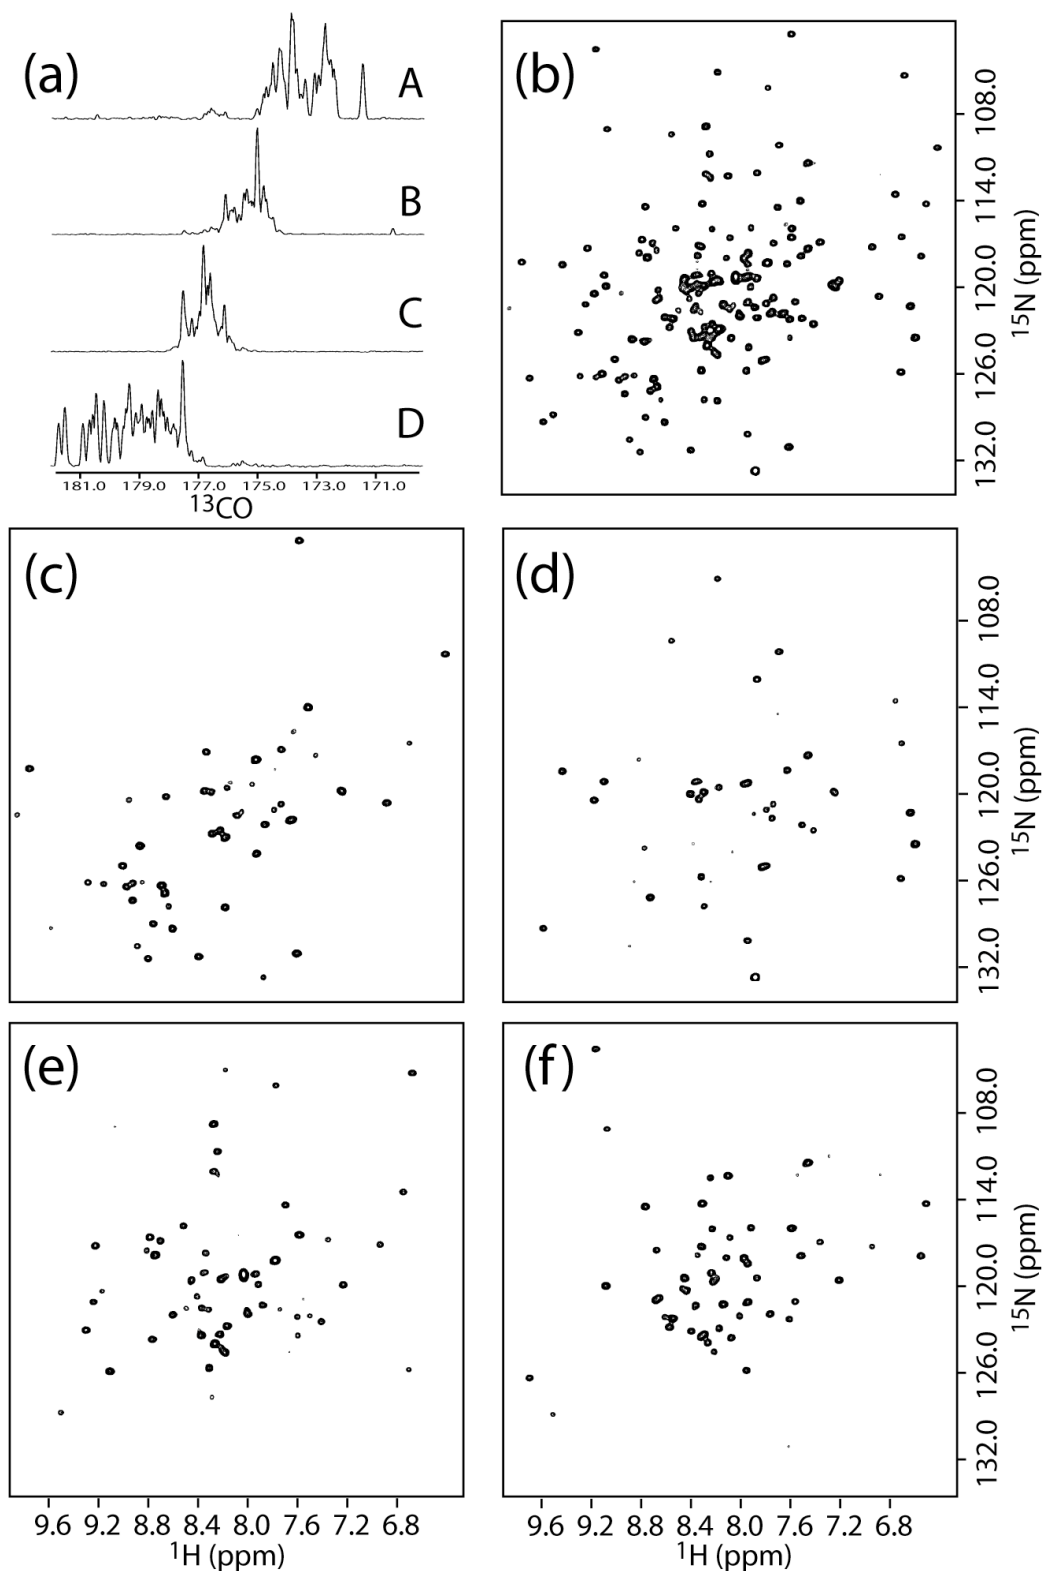 (a)
A
B
C
D
181.0 179.0 177.0 175.0 173.0 171.0
13CO
(b)
108.0
114.0
120.0
126.0
132.0
15N (ppm)
(c)
(d)
108.0
114.0
120.0
126.0
132.0
15N (ppm)
(e)
9.6 9.2 8.8 8.4 8.0 7.6 7.2 6.8
1H (ppm)
(f)
108.0
114.0
120.0
126.0
132.0
15N (ppm)
9.6 9.2 8.8 8.4 8.0 7.6 7.2 6.8
1H (ppm)